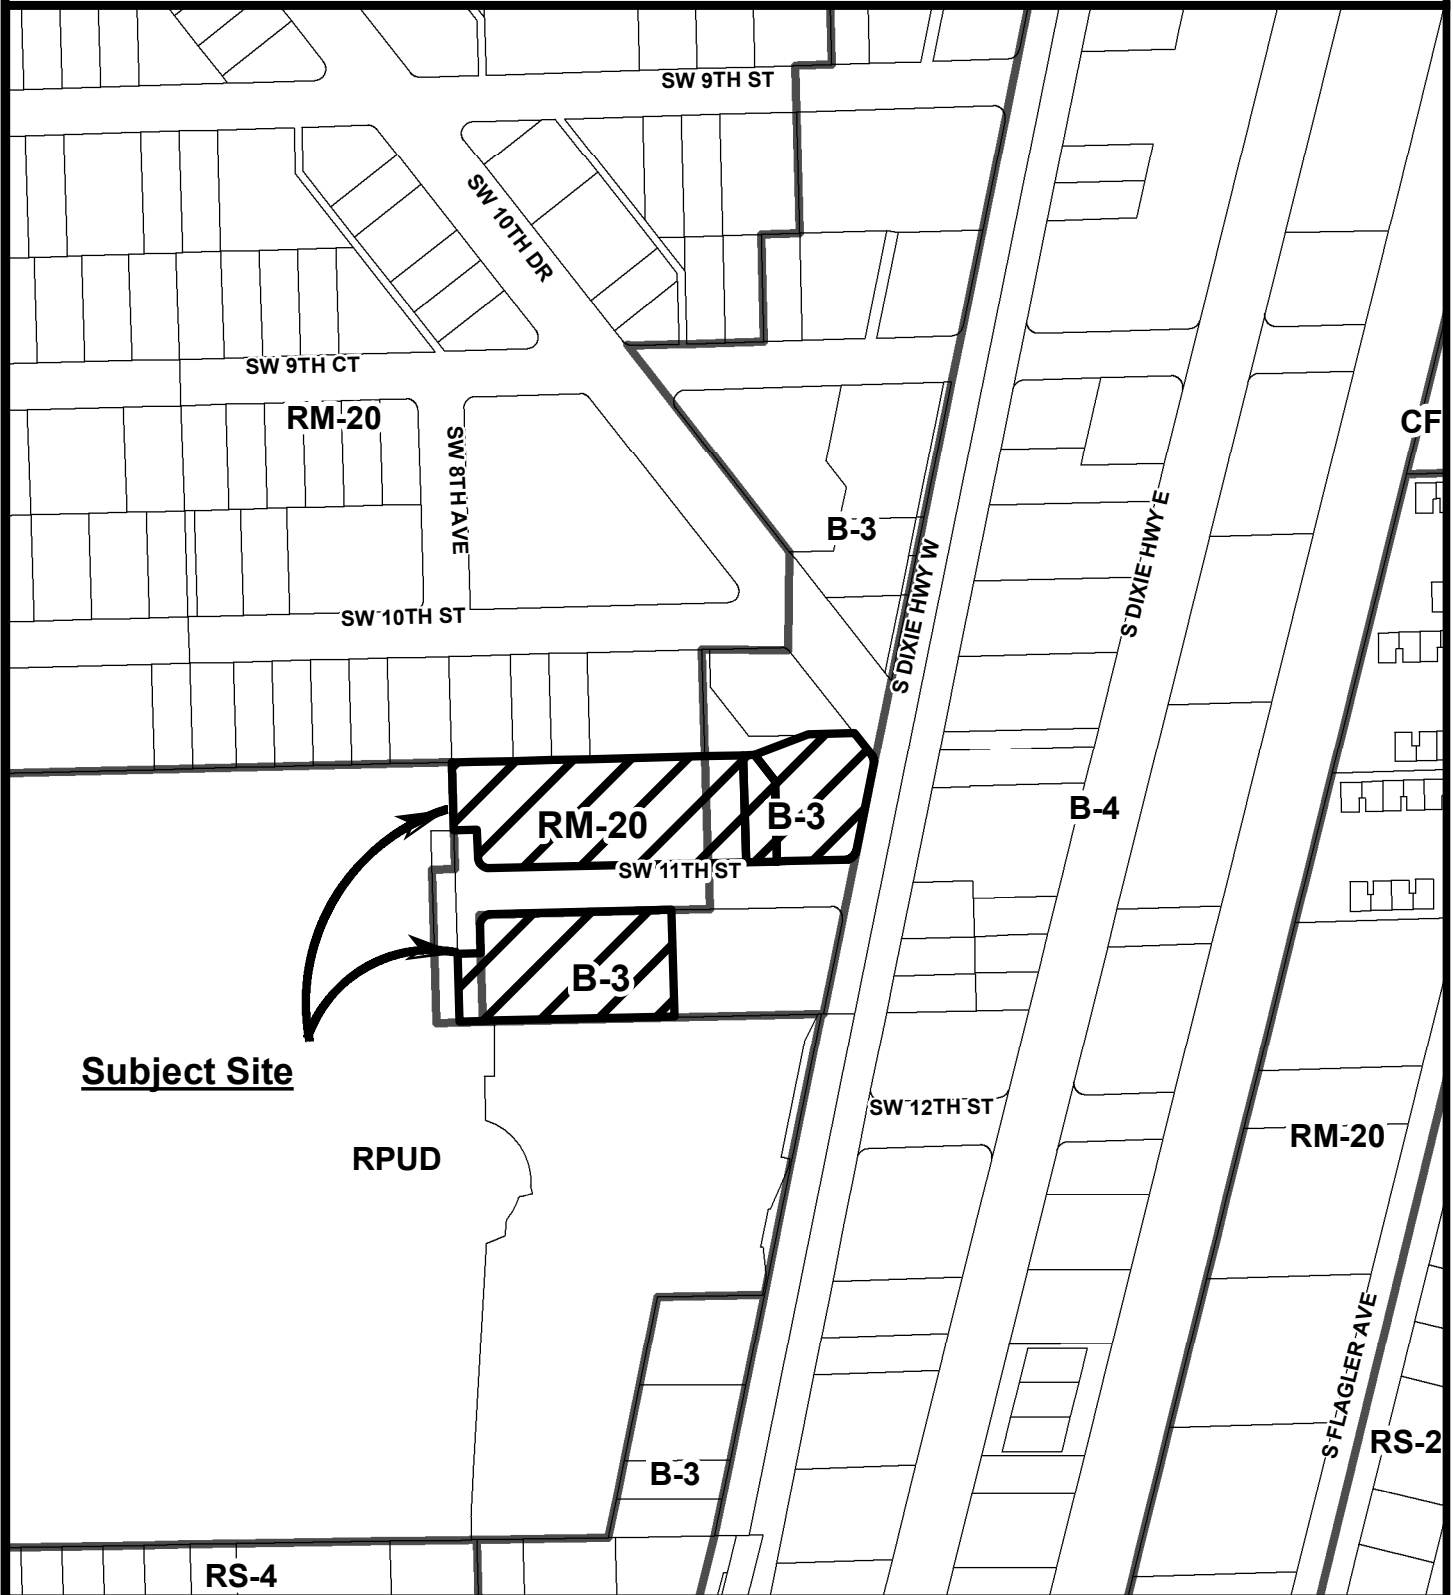 SW 9TH ST
SW 10TH DR
SW 9TH CT
RM-20
CF
SW 8TH AVE
B-3
S DIXIE HWY W
S DIXIE HWY E
SW 10TH ST
RM-20
B-3
B-4
SW 11TH ST
B-3
Subject Site
SW 12TH ST
RM-20
RPUD
S FLAGLER AVE
RS-2
B-3
RS-4